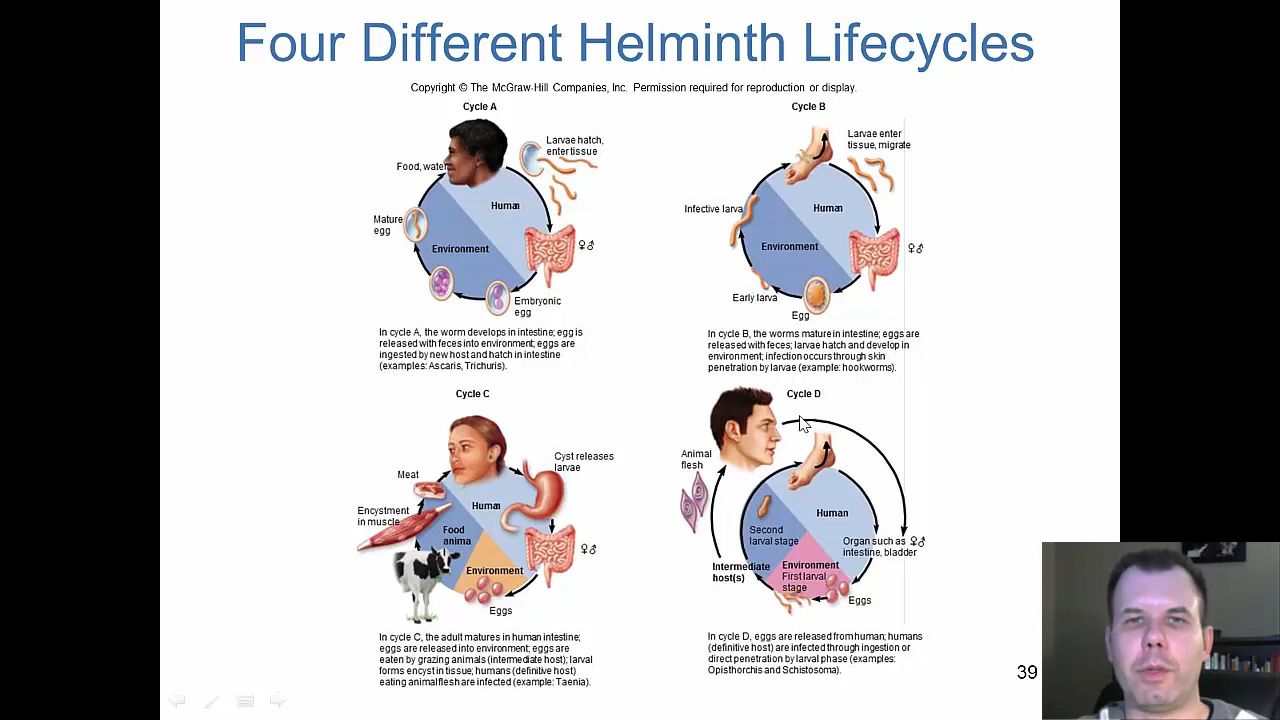 Four Different Helminth Lifecycles
Copyright © The McGraw-Hill Companies, Inc. Permission required for reproduction or display.
Cycle A
Larvae hatch,
enter tissue
Food, water
Human
Mature
egg
Environment
♀♂
Embryonic
egg
In cycle A, the worm develops in intestine; egg is
released with feces into environment; eggs are
ingested by new host and hatch in intestine
(examples: Ascaris, Trichuris).
Cycle B
Larvae enter
tissue, migrate
Infective larva
Human
Environment
♀♂
Early larva
Egg
In cycle B, the worms mature in intestine; eggs are
released with feces; larvae hatch and develop in
environment; infection occurs through skin
penetration by larvae (example: hookworms).
Cycle C
Cyst releases
larvae
Meat
Human
Encystment
in muscle
Food
anima
♀♂
Environment
Eggs
In cycle C, the adult matures in human intestine;
eggs are released into environment; eggs are
eaten by grazing animals (intermediate host); larval
forms encyst in tissue; humans (definitive host)
eating animal flesh are infected (example: Taenia).
Cycle D
Animal
flesh
Human
Second
larval stage
Organ such as ♀♂
intestine, bladder
Intermediate
host(s)
Environment
First larval
stage
Eggs
In cycle D, eggs are released from human; humans
(definitive host) are infected through ingestion or
direct penetration by larval phase (examples:
Opisthorchis and Schistosoma).
39